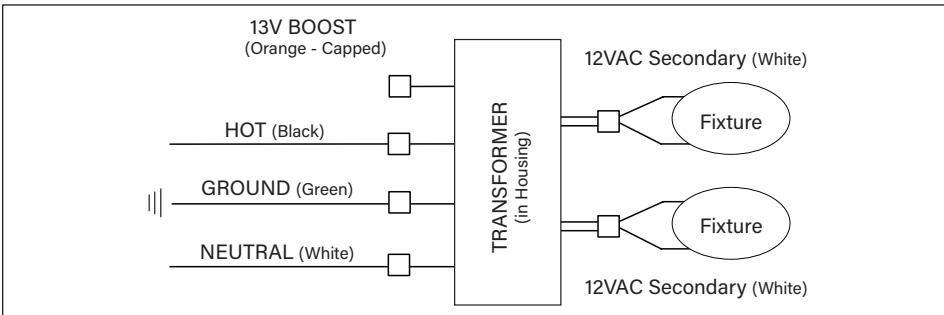 13V BOOST
(Orange - Capped)
HOT (Black)
GROUND (Green)
NEUTRAL (White)
TRANSFORMER
(in Housing)
12VAC Secondary (White)
Fixture
Fixture
12VAC Secondary (White)